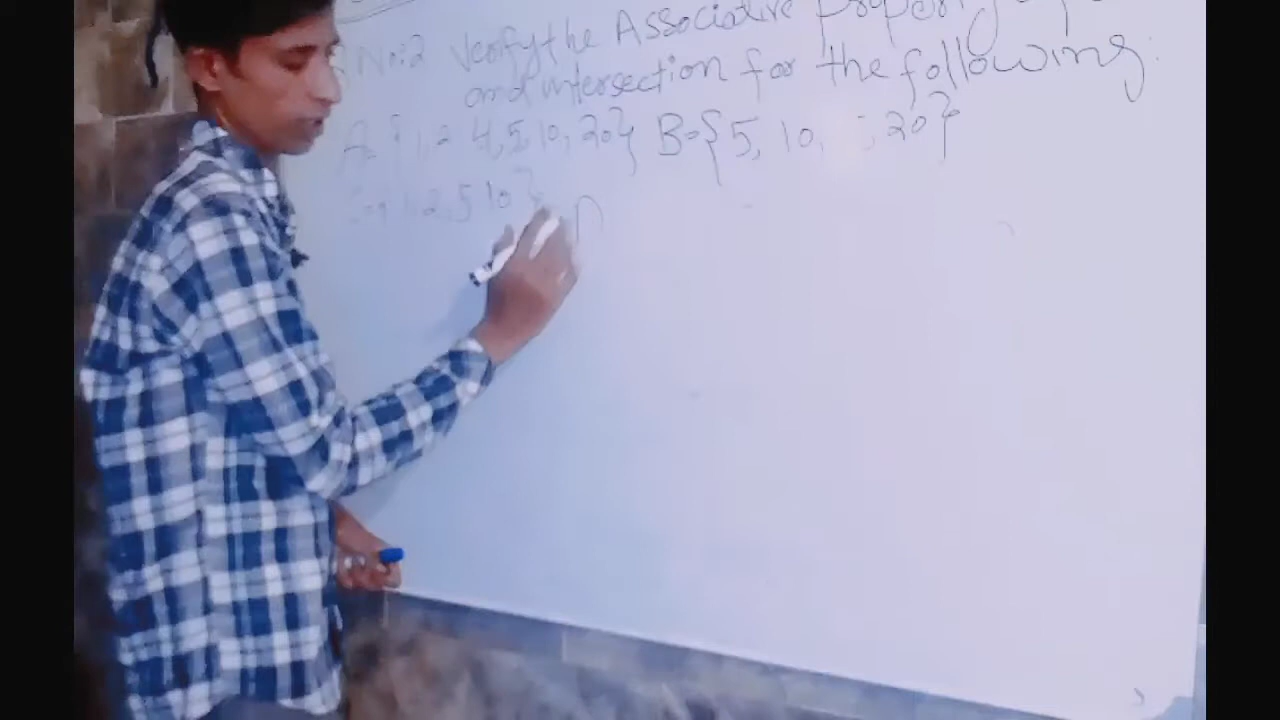 No:2 Verify the Associative Property
and intersection for the following:
A= {1, 2 4, 5, 10, 20} B={5, 10, , 20}
1, 2, 5 10}